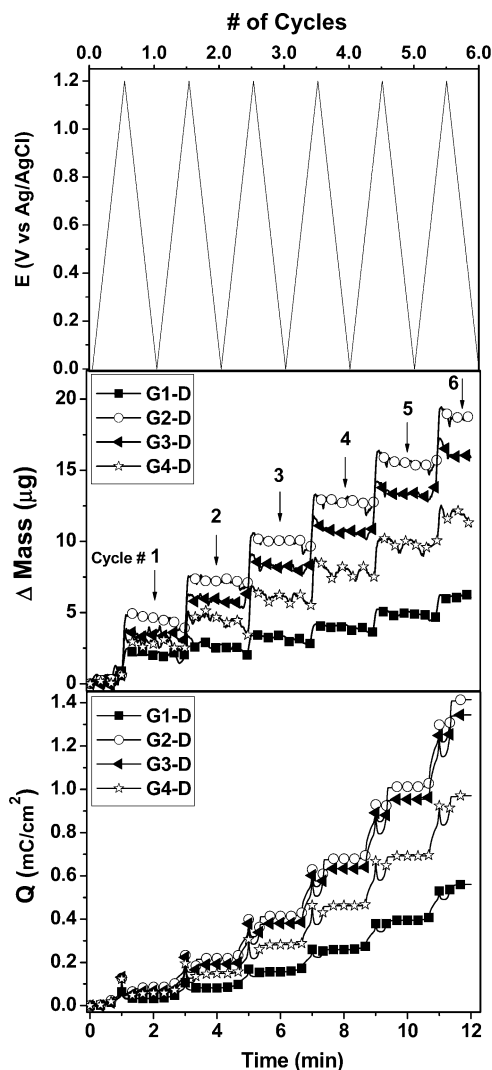 # of Cycles
0.0 1.0 2.0 3.0 4.0 5.0 6.0
E (V vs Ag/AgCl)
1.2
1.0
0.8
0.6
0.4
0.2
0.0
Δ Mass (μg)
20
15
10
5
0
G1-D
G2-D
G3-D
G4-D
Cycle # 1
2
3
4
5
6
Q (mC/cm²)
1.4
1.2
1.0
0.8
0.6
0.4
0.2
0.0
G1-D
G2-D
G3-D
G4-D
0 2 4 6 8 10 12
Time (min)